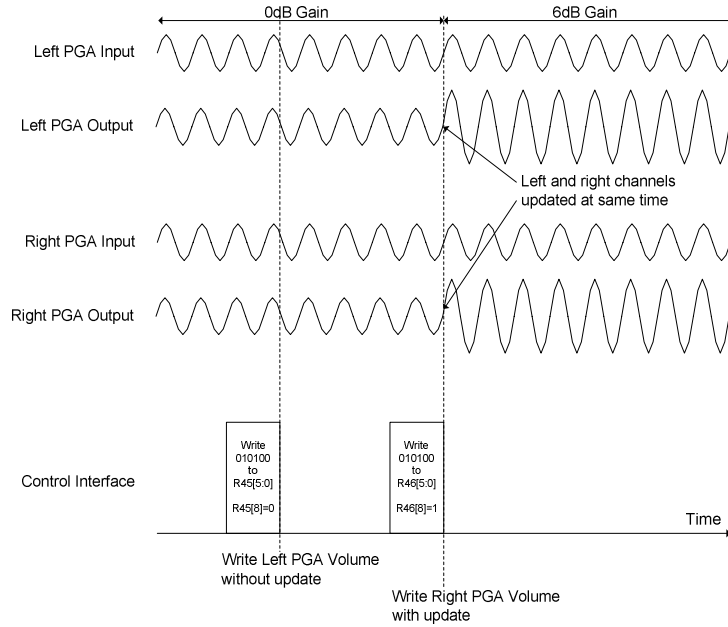 0dB Gain
6dB Gain
Left PGA Input
Left PGA Output
Left and right channels
updated at same time
Right PGA Input
Right PGA Output
Control Interface
Write
010100
to
R45[5:0]
R45[8]=0
Write
010100
to
R46[5:0]
R46[8]=1
Time
Write Left PGA Volume
without update
Write Right PGA Volume
with update